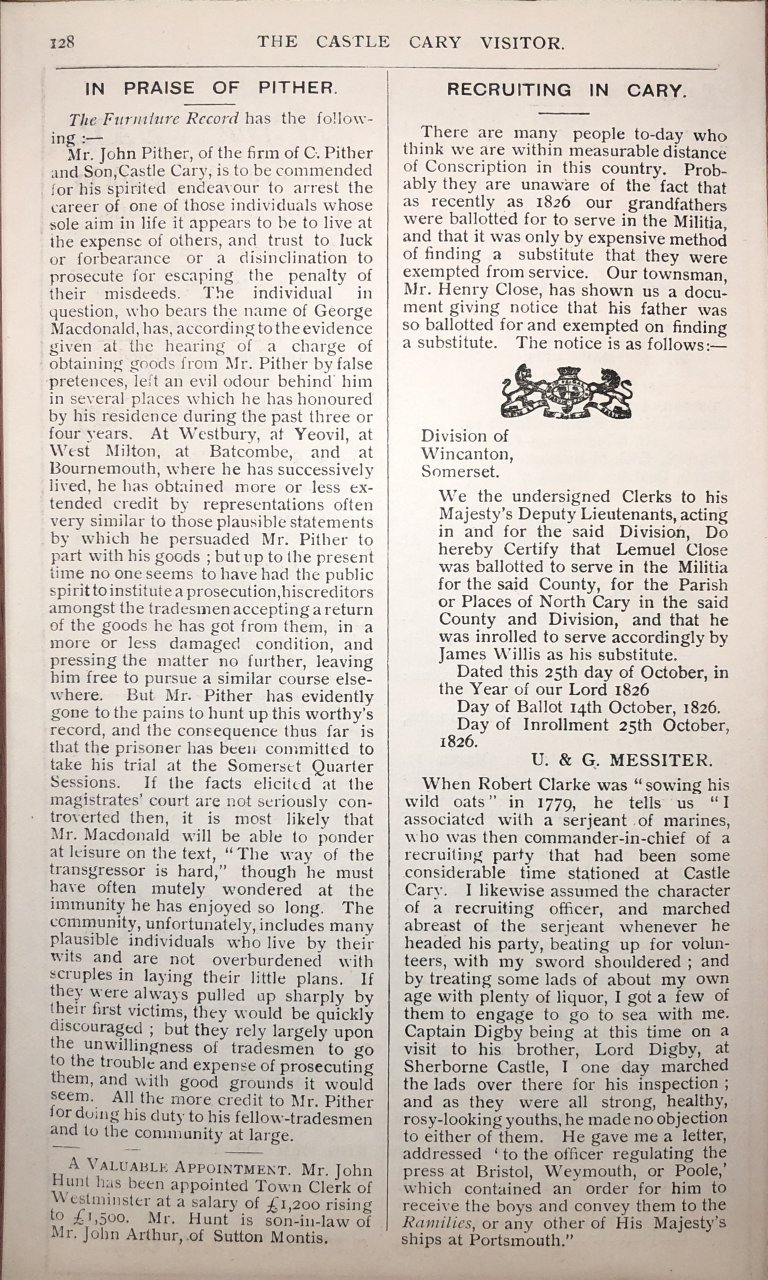 128
THE CASTLE CARY VISITOR.
IN PRAISE OF PITHER.
The Furniture Record has the follow-
ing :—
Mr. John Pither, of the firm of C. Pither
and Son,Castle Cary, is to be commended
for his spirited endeavour to arrest the
career of one of those individuals whose
sole aim in life it appears to be to live at
the expense of others, and trust to luck
or forbearance or a disinclination to
prosecute for escaping the penalty of
their misdeeds. The individual in
question, who bears the name of George
Macdonald, has, according to the evidence
given at the hearing of a charge of
obtaining goods from Mr. Pither by false
pretences, left an evil odour behind him
in several places which he has honoured
by his residence during the past three or
four years. At Westbury, at Yeovil, at
West Milton, at Batcombe, and at
Bournemouth, where he has successively
lived, he has obtained more or less ex-
tended credit by representations often
very similar to those plausible statements
by which he persuaded Mr. Pither to
part with his goods ; but up to the present
time no one seems to have had the public
spirit to institute a prosecution, his creditors
amongst the tradesmen accepting a return
of the goods he has got from them, in a
more or less damaged condition, and
pressing the matter no further, leaving
him free to pursue a similar course else-
where. But Mr. Pither has evidently
gone to the pains to hunt up this worthy's
record, and the consequence thus far is
that the prisoner has been committed to
take his trial at the Somerset Quarter
Sessions. If the facts elicited at the
magistrates' court are not seriously con-
troverted then, it is most likely that
Mr. Macdonald will be able to ponder
at leisure on the text, "The way of the
transgressor is hard," though he must
have often mutely wondered at the
immunity he has enjoyed so long. The
community, unfortunately, includes many
plausible individuals who live by their
wits and are not overburdened with
scruples in laying their little plans. If
they were always pulled up sharply by
their first victims, they would be quickly
discouraged ; but they rely largely upon
the unwillingness of tradesmen to go
to the trouble and expense of prosecuting
them, and with good grounds it would
seem. All the more credit to Mr. Pither
for doing his duty to his fellow-tradesmen
and to the community at large.
A VALUABLE APPOINTMENT. Mr. John
Hunt has been appointed Town Clerk of
Westminster at a salary of £1,200 rising
to £1,500. Mr. Hunt is son-in-law of
Mr. John Arthur, of Sutton Montis.
RECRUITING IN CARY.
There are many people to-day who
think we are within measurable distance
of Conscription in this country. Prob-
ably they are unaware of the fact that
as recently as 1826 our grandfathers
were ballotted for to serve in the Militia,
and that it was only by expensive method
of finding a substitute that they were
exempted from service. Our townsman,
Mr. Henry Close, has shown us a docu-
ment giving notice that his father was
so ballotted for and exempted on finding
a substitute. The notice is as follows:—
Division of
Wincanton,
Somerset.
We the undersigned Clerks to his
Majesty's Deputy Lieutenants, acting
in and for the said Division, Do
hereby Certify that Lemuel Close
was ballotted to serve in the Militia
for the said County, for the Parish
or Places of North Cary in the said
County and Division, and that he
was inrolled to serve accordingly by
James Willis as his substitute.
Dated this 25th day of October, in
the Year of our Lord 1826
Day of Ballot 14th October, 1826.
Day of Inrollment 25th October,
1826.
U. & G. MESSITER.
When Robert Clarke was "sowing his
wild oats" in 1779, he tells us "I
associated with a serjeant of marines,
who was then commander-in-chief of a
recruiting party that had been some
considerable time stationed at Castle
Cary. I likewise assumed the character
of a recruiting officer, and marched
abreast of the serjeant whenever he
headed his party, beating up for volun-
teers, with my sword shouldered ; and
by treating some lads of about my own
age with plenty of liquor, I got a few of
them to engage to go to sea with me.
Captain Digby being at this time on a
visit to his brother, Lord Digby, at
Sherborne Castle, I one day marched
the lads over there for his inspection ;
and as they were all strong, healthy,
rosy-looking youths, he made no objection
to either of them. He gave me a letter,
addressed 'to the officer regulating the
press at Bristol, Weymouth, or Poole,'
which contained an order for him to
receive the boys and convey them to the
Ramilies, or any other of His Majesty's
ships at Portsmouth."